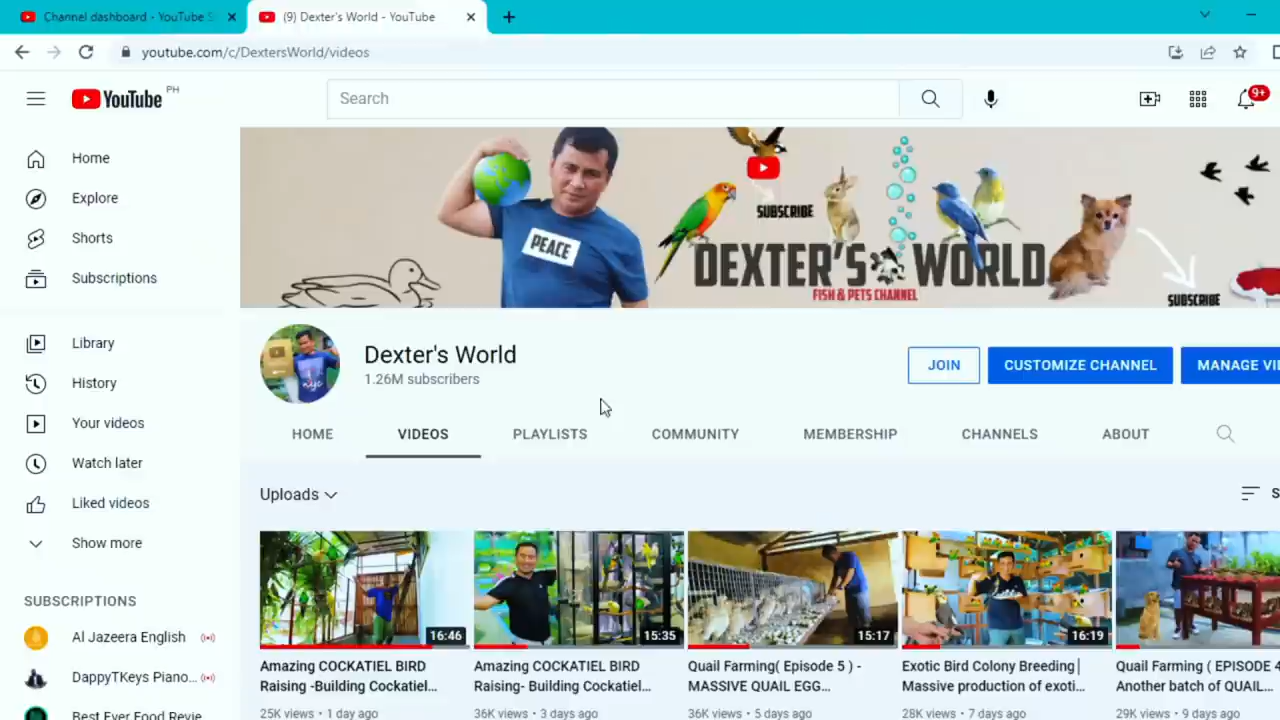 Channel dashboard - YouTube S
(9) Dexter's World - YouTube
youtube.com/c/DextersWorld/videos
YouTube PH
Search
9+
Home
Explore
Shorts
Subscriptions
Library
History
Your videos
Watch later
Liked videos
Show more
SUBSCRIPTIONS
Al Jazeera English
DappyTKeys Piano...
Best Ever Food Revie
PEACE
SUBSCRIBE
DEXTER'S WORLD
FISH & PETS CHANNEL
SUBSCRIBE
Dexter's World
1.26M subscribers
JOIN
CUSTOMIZE CHANNEL
MANAGE VI
HOME
VIDEOS
PLAYLISTS
COMMUNITY
MEMBERSHIP
CHANNELS
ABOUT
Uploads
S
16:46
15:35
15:17
16:19
Amazing COCKATIEL BIRD
Raising -Building Cockatiel...
25K views • 1 day ago
Amazing COCKATIEL BIRD
Raising- Building Cockatiel...
36K views • 3 days ago
Quail Farming( Episode 5 ) -
MASSIVE QUAIL EGG...
36K views • 5 days ago
Exotic Bird Colony Breeding|
Massive production of exoti...
28K views • 7 days ago
Quail Farming ( EPISODE 4
Another batch of QUAIL...
29K views • 9 days ago